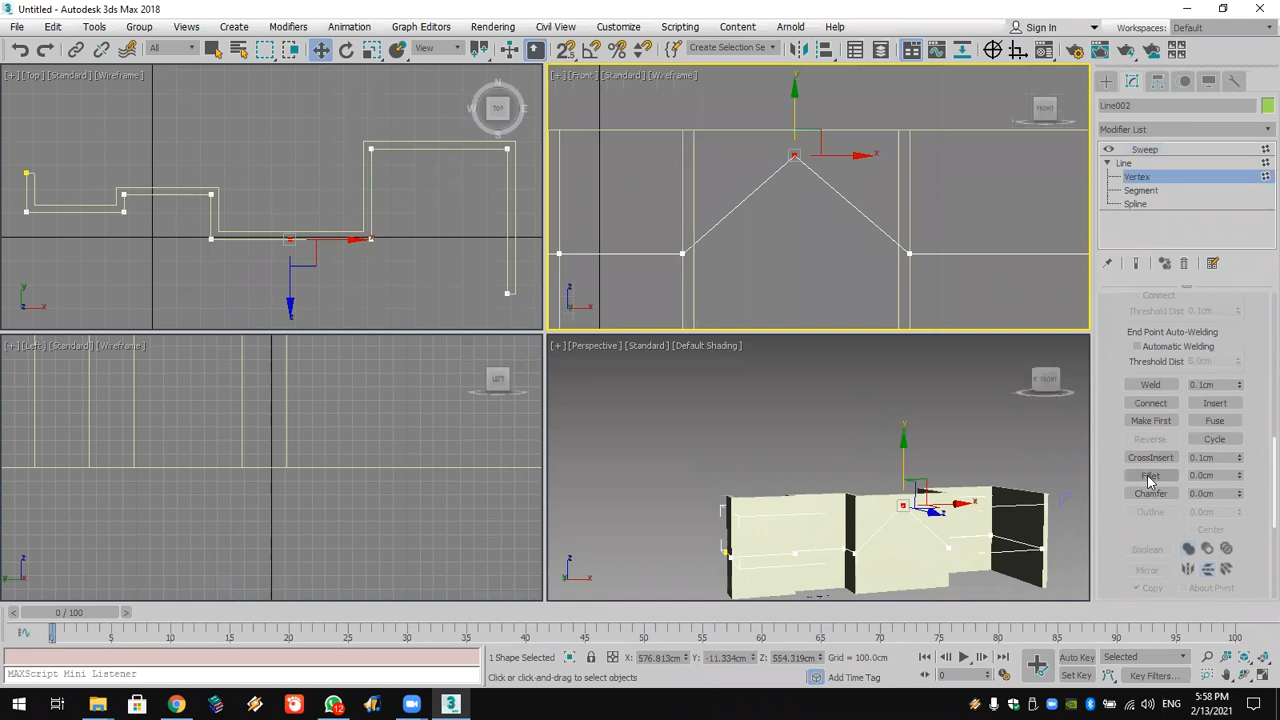 Untitled - Autodesk 3ds Max 2018
File Edit Tools Group Views Create Modifiers Animation Graph Editors Rendering Civil View Customize Scripting Content Arnold Help
Sign In
Workspaces: Default
All
View
Create Selection Se
[+] [Top] [Standard] [Wireframe]
[+] [Front] [Standard] [Wireframe]
N
W TOP E
S
FRONT
y
x
x
z
Line002
Modifier List
Sweep
Line
Vertex
Segment
Spline
[+] [Left] [Standard] [Wireframe]
[+] [Perspective] [Standard] [Default Shading]
LEFT
FRONT
Connect
Threshold Dist 0.1cm
End Point Auto-Welding
Automatic Welding
Threshold Dist 6.0cm
Weld 0.1cm
Connect Insert
Make First Fuse
Reverse Cycle
CrossInsert 0.1cm
Fillet 0.0cm
Chamfer 0.0cm
Outline 0.0cm
Center
Boolean
Mirror
Copy About Pivot
0 / 100
0 5 10 15 20 25 30 35 40 45 50 55 60 65 70 75 80 85 90 95 100
1 Shape Selected
X: 576.813cm Y: -11.334cm Z: 554.319cm Grid = 100.0cm
Auto Key Selected
MAXScript Mini Listener
Click or click-and-drag to select objects
Add Time Tag
0
Set Key Key Filters...
12
ENG
5:58 PM
2/13/2021